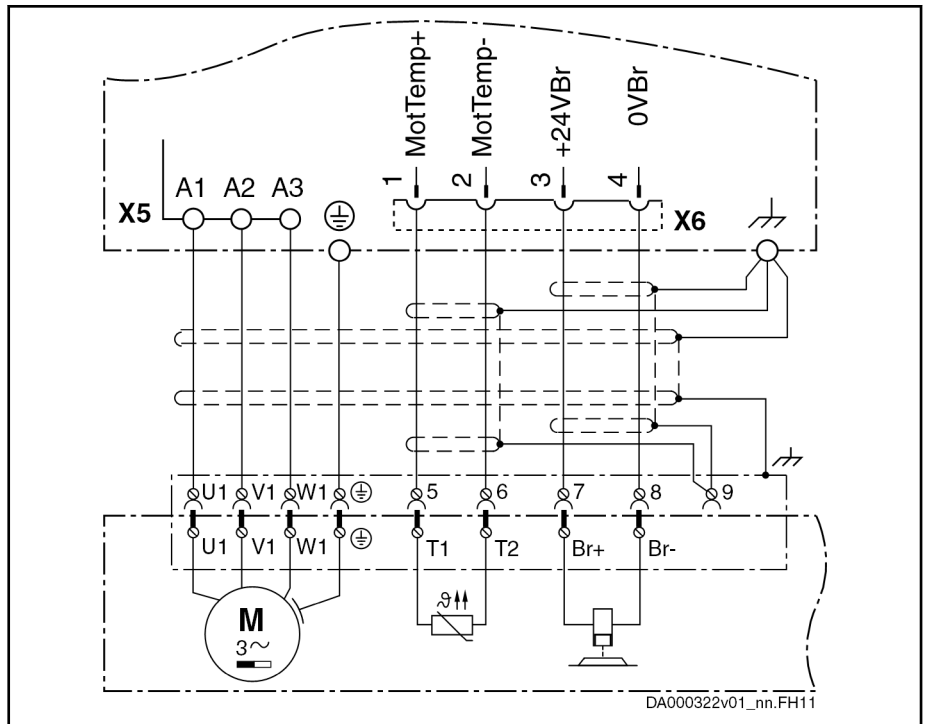 MotTemp+
MotTemp-
+24VBr
0VBr
1 2 3 4
A1 A2 A3
X5
X6
U1 V1 W1 5 6 7 8 9
U1 V1 W1 T1 T2 Br+ Br-
ϑ
M
3~
DA000322v01_nn.FH11